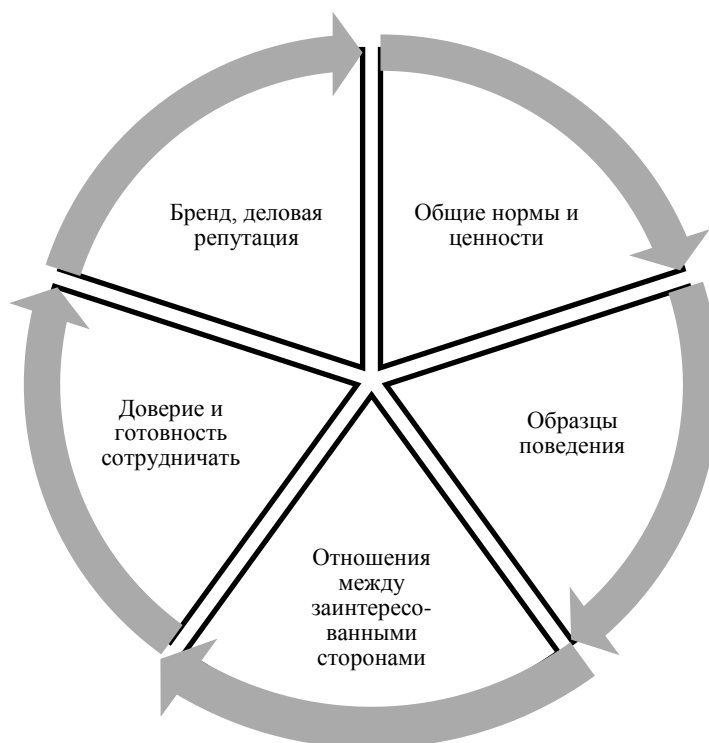 Бренд, деловая
репутация
Общие нормы и
ценности
Доверие и
готовность
сотрудничать
Образцы
поведения
Отношения
между
заинтересо-
ванными
сторонами